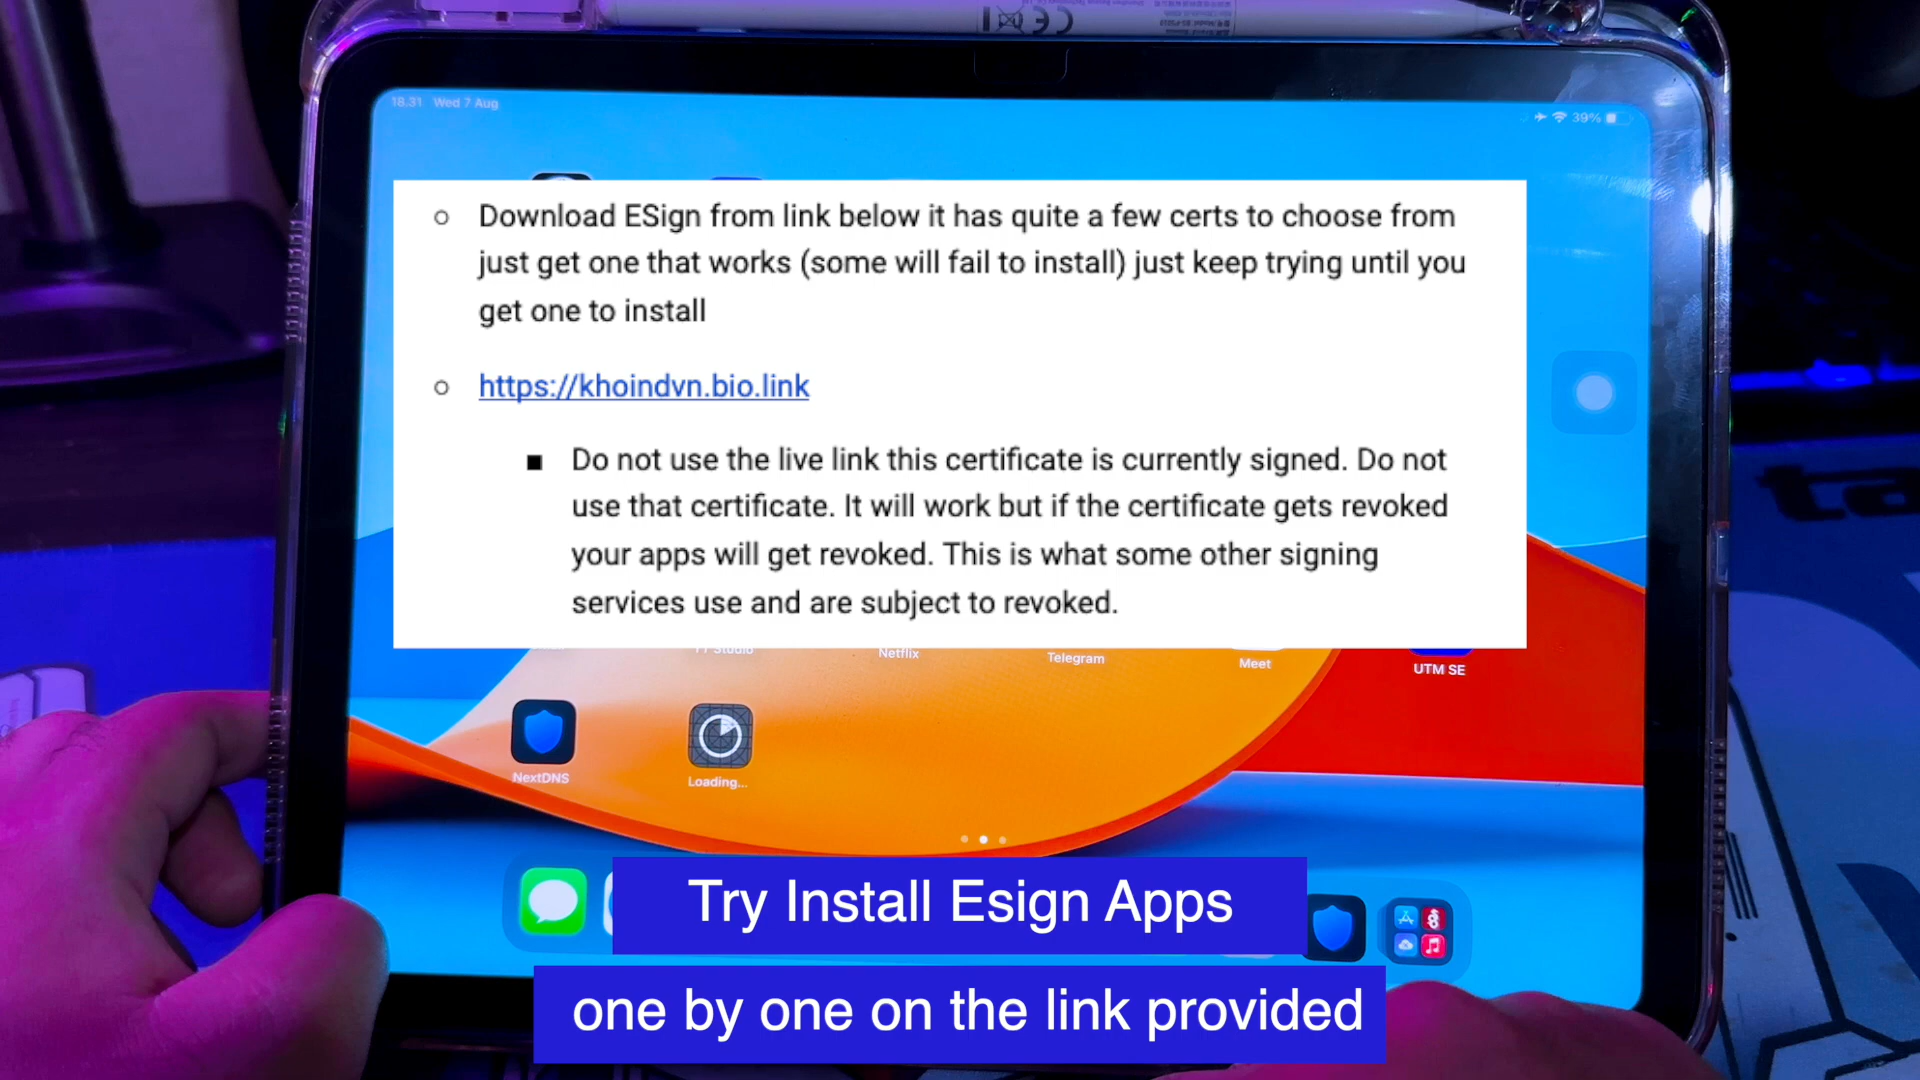 18.31 Wed 7 Aug
39%
Download ESign from link below it has quite a few certs to choose from
just get one that works (some will fail to install) just keep trying until you
get one to install
https://khoindvn.bio.link
Do not use the live link this certificate is currently signed. Do not
use that certificate. It will work but if the certificate gets revoked
your apps will get revoked. This is what some other signing
services use and are subject to revoked.
Netflix
Telegram
Meet
UTM SE
NextDNS
Loading...
Try Install Esign Apps
one by one on the link provided